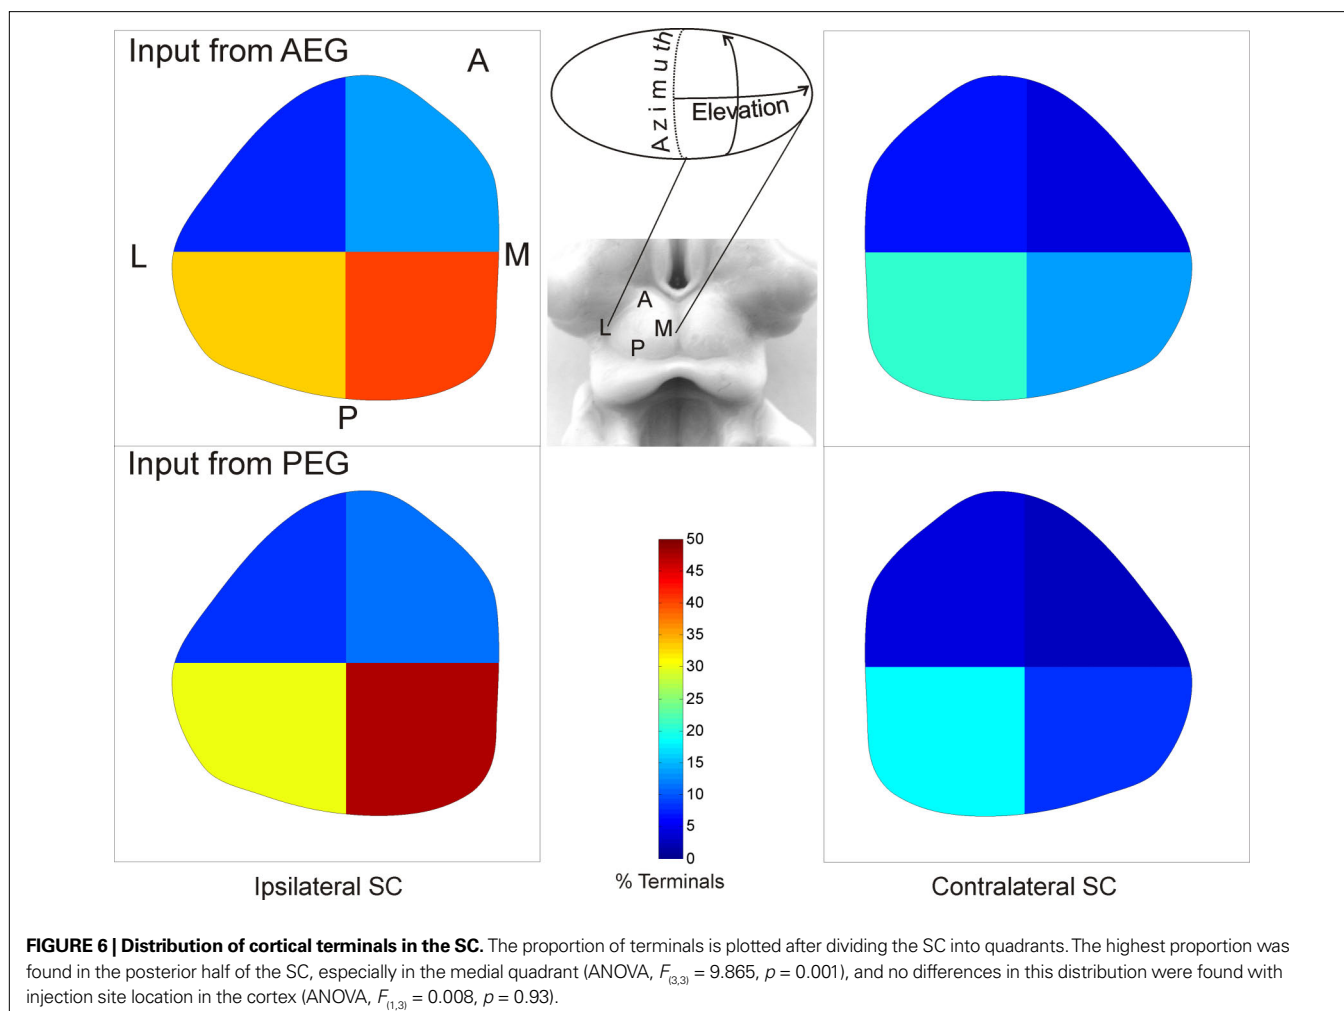 Input from AEG
A
L
M
P
Azimuth
Elevation
A
L
M
P
Input from PEG
50
45
40
35
30
25
20
15
10
5
0
% Terminals
Ipsilateral SC
Contralateral SC
FIGURE 6 | Distribution of cortical terminals in the SC. The proportion of terminals is plotted after dividing the SC into quadrants. The highest proportion was
found in the posterior half of the SC, especially in the medial quadrant (ANOVA, F(3,3) = 9.865, p = 0.001), and no differences in this distribution were found with
injection site location in the cortex (ANOVA, F(1,3) = 0.008, p = 0.93).